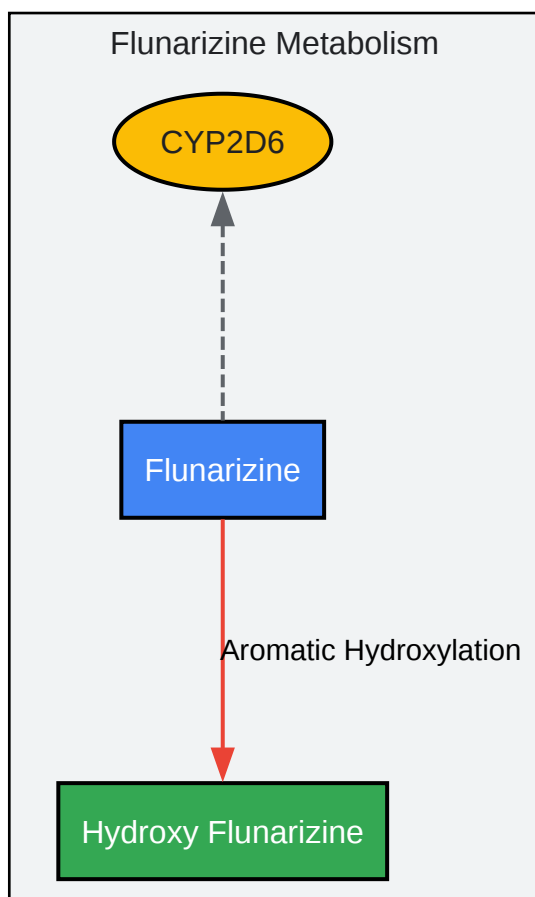 Flunarizine Metabolism
CYP2D6
Flunarizine
Aromatic Hydroxylation
Hydroxy Flunarizine